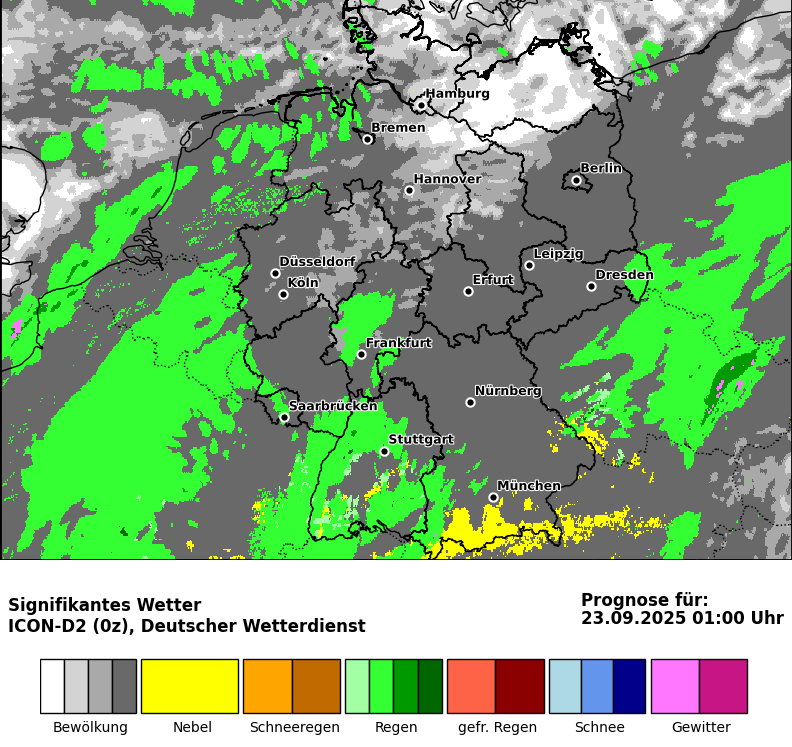 Hamburg
Bremen
Berlin
Hannover
Leipzig
Düsseldorf
Dresden
Erfurt
Köln
Frankfurt
Nürnberg
Saarbrücken
Stuttgart
München
Signifikantes Wetter
ICON-D2 (0z), Deutscher Wetterdienst
Prognose für:
23.09.2025 01:00 Uhr
Bewölkung Nebel Schneeregen Regen gefr. Regen Schnee Gewitter